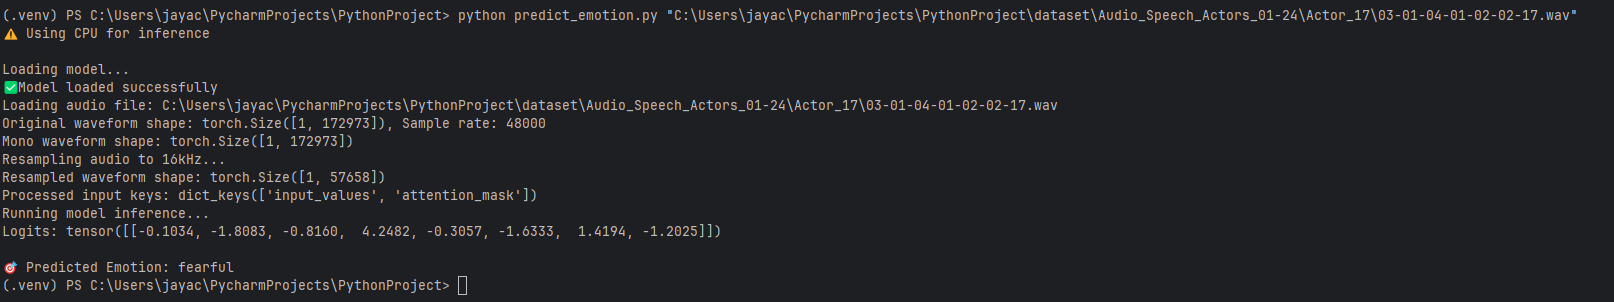 (.venv) PS C:\Users\jayac\PycharmProjects\PythonProject> python predict_emotion.py "C:\Users\jayac\PycharmProjects\PythonProject\dataset\Audio_Speech_Actors_01-24\Actor_17\03-01-04-01-02-02-17.wav"
⚠️ Using CPU for inference
Loading model...
✅Model loaded successfully
Loading audio file: C:\Users\jayac\PycharmProjects\PythonProject\dataset\Audio_Speech_Actors_01-24\Actor_17\03-01-04-01-02-02-17.wav
Original waveform shape: torch.Size([1, 172973]), Sample rate: 48000
Mono waveform shape: torch.Size([1, 172973])
Resampling audio to 16kHz...
Resampled waveform shape: torch.Size([1, 57658])
Processed input keys: dict_keys(['input_values', 'attention_mask'])
Running model inference...
Logits: tensor([[-0.1034, -1.8083, -0.8160,  4.2482, -0.3057, -1.6333,  1.4194, -1.2025]])
🎯 Predicted Emotion: fearful
(.venv) PS C:\Users\jayac\PycharmProjects\PythonProject>